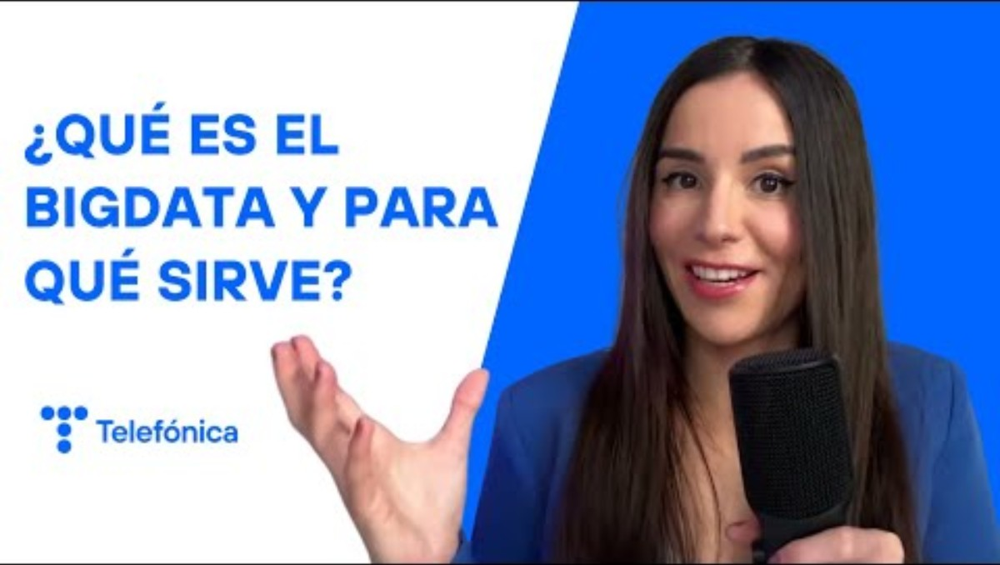 ¿QUÉ ES EL
BIGDATA Y PARA
QUÉ SIRVE?
Telefónica